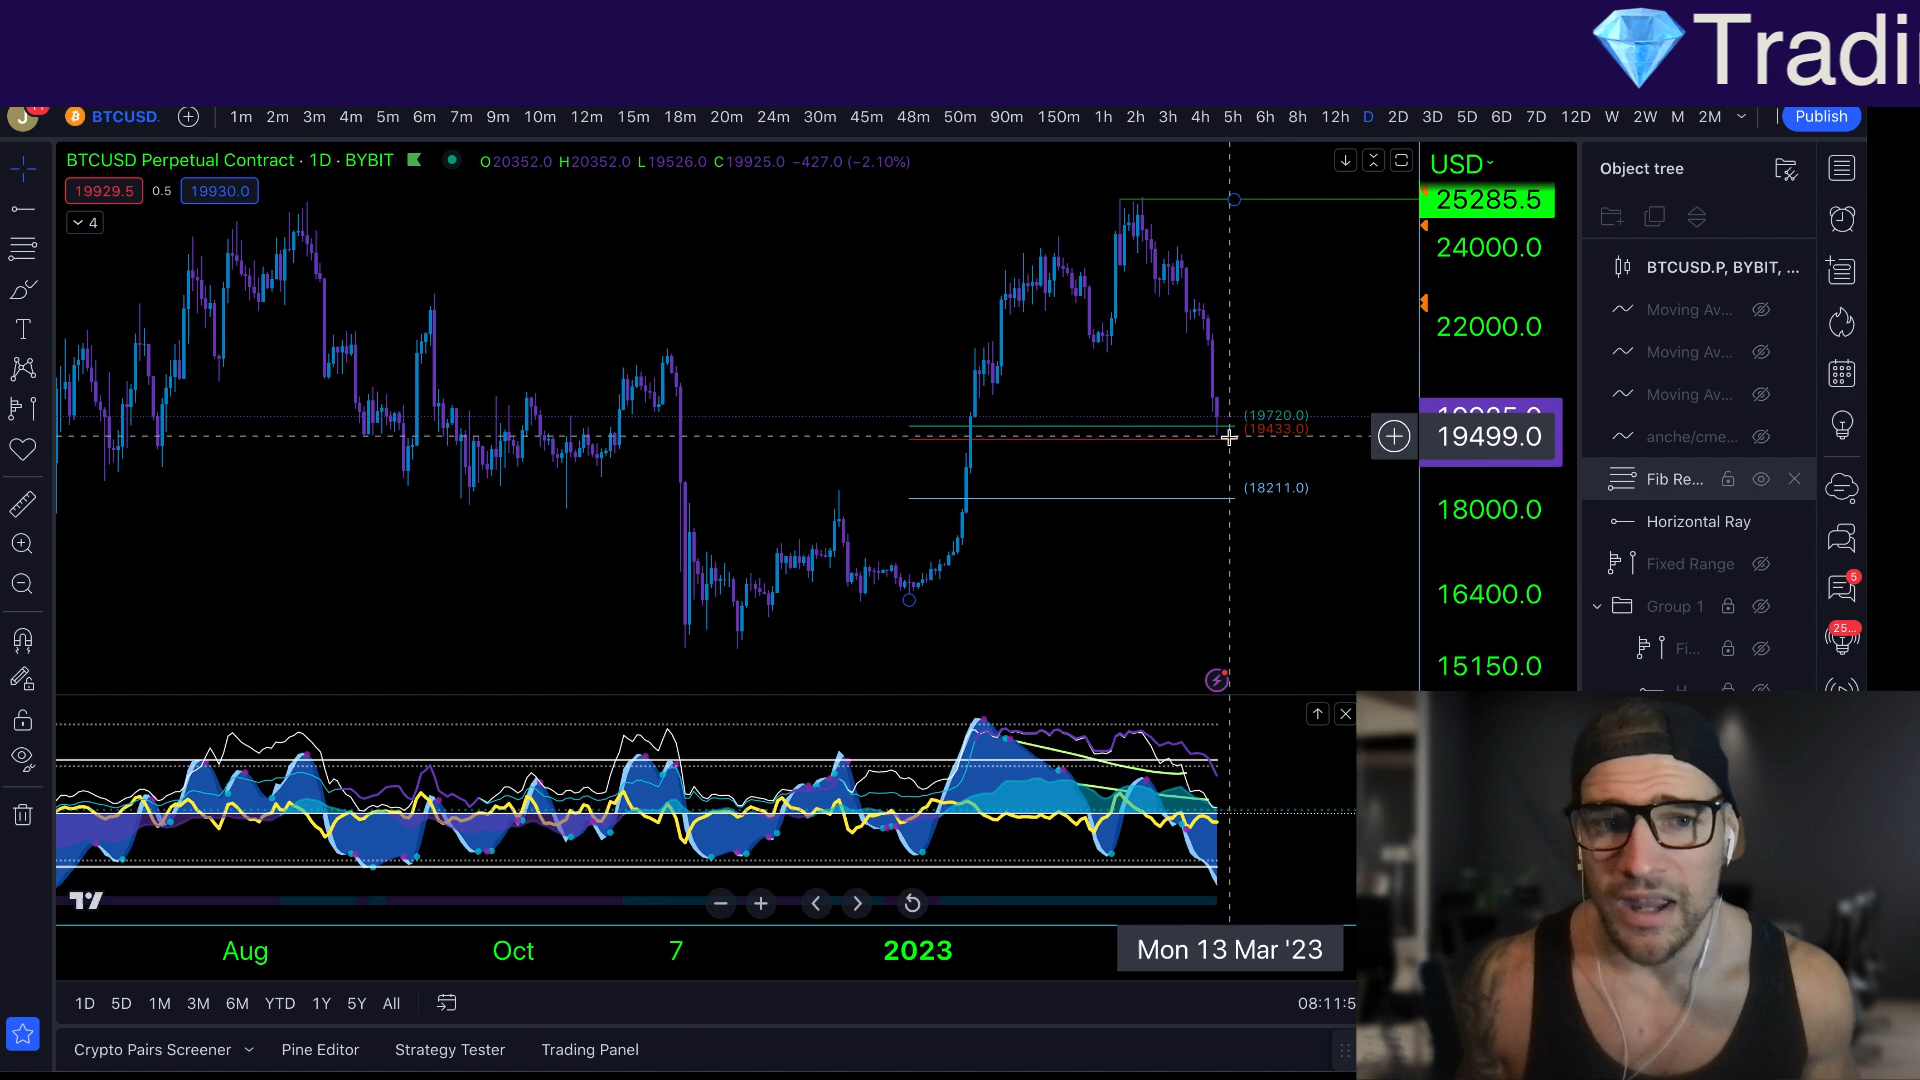 Tradi
J 11 BTCUSD. 1m 2m 3m 4m 5m 6m 7m 9m 10m 12m 15m 18m 20m 24m 30m 45m 48m 50m 90m 150m 1h 2h 3h 4h 5h 6h 8h 12h D 2D 3D 5D 6D 7D 12D W 2W M 2M Publish
BTCUSD Perpetual Contract · 1D · BYBIT O20352.0 H20352.0 L19526.0 C19925.0 −427.0 (−2.10%)
19929.5 0.5 19930.0
4
USD
25285.5
24000.0
22000.0
19499.0
18000.0
16400.0
15150.0
(19720.0)
(19433.0)
(18211.0)
Object tree
BTCUSD.P, BYBIT, ...
Moving Av...
Moving Av...
Moving Av...
anche/cme...
Fib Re...
Horizontal Ray
Fixed Range
Group 1
Fi...
5
25...
Aug Oct 7 2023 Mon 13 Mar '23
1D 5D 1M 3M 6M YTD 1Y 5Y All 08:11:5
Crypto Pairs Screener Pine Editor Strategy Tester Trading Panel